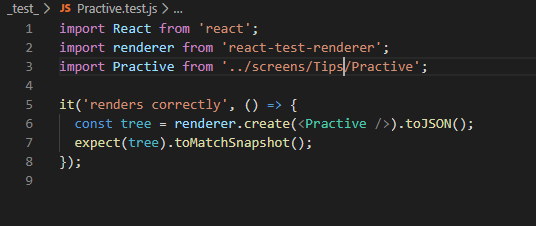 _test_ > JS Practive.test.js > ...
1 import React from 'react';
2 import renderer from 'react-test-renderer';
3 import Practive from '../screens/Tips/Practive';
4
5 it('renders correctly', () => {
6   const tree = renderer.create(<Practive />).toJSON();
7   expect(tree).toMatchSnapshot();
8 });
9